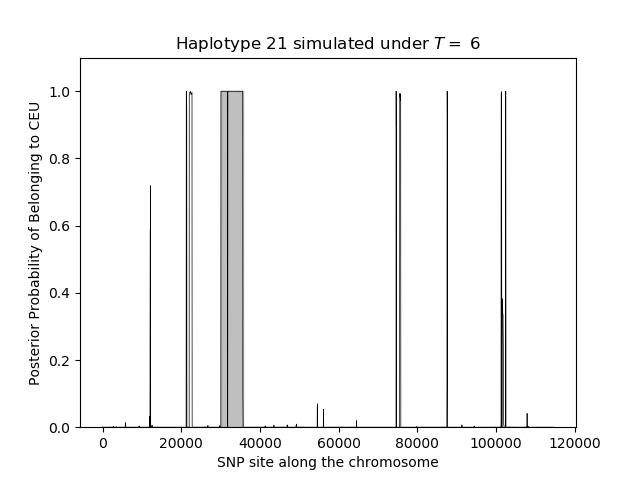 Haplotype 21 simulated under T = 6
Posterior Probability of Belonging to CEU
1.0
0.8
0.6
0.4
0.2
0.0
0 20000 40000 60000 80000 100000 120000
SNP site along the chromosome